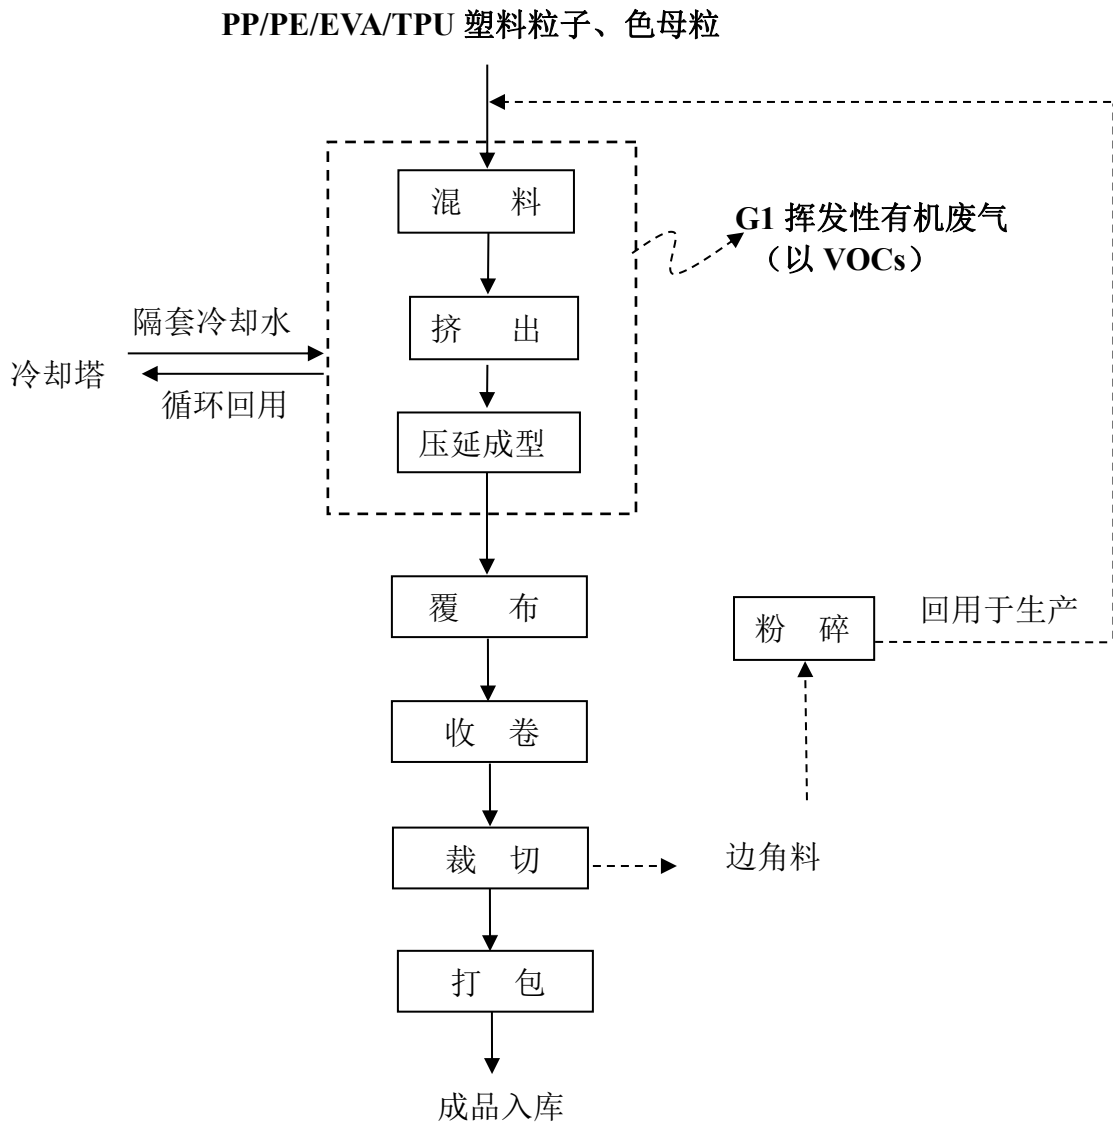 PP/PE/EVA/TPU 塑料粒子、色母粒
混 料
G1 挥发性有机废气
（以 VOCs）
挤 出
隔套冷却水
冷却塔
循环回用
压延成型
覆 布
粉 碎
回用于生产
收 卷
裁 切
边角料
打 包
成品入库